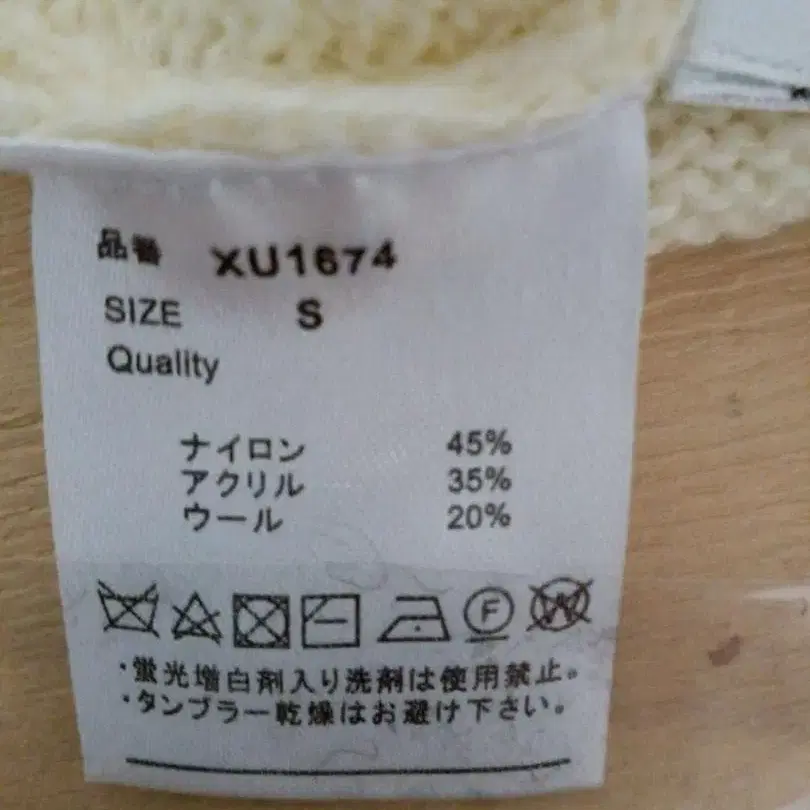 品番 XU1674
SIZE S
Quality
ナイロン 45%
アクリル 35%
ウール 20%
F W
・蛍光増白剤入り洗剤は使用禁止。
・タンブラー乾燥はお避け下さい。